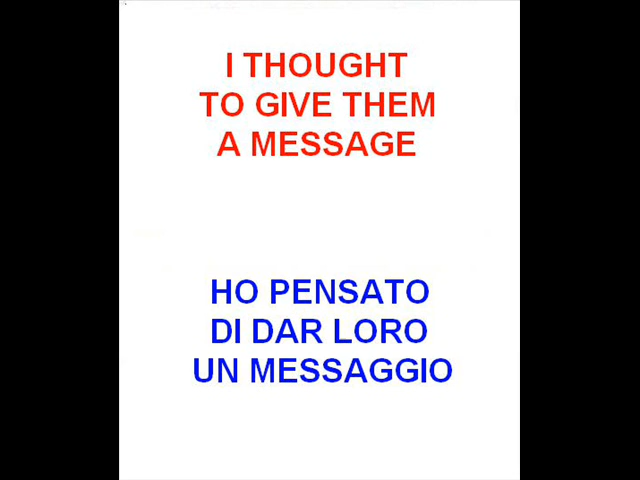 I THOUGHT
TO GIVE THEM
A MESSAGE
HO PENSATO
DI DAR LORO
UN MESSAGGIO